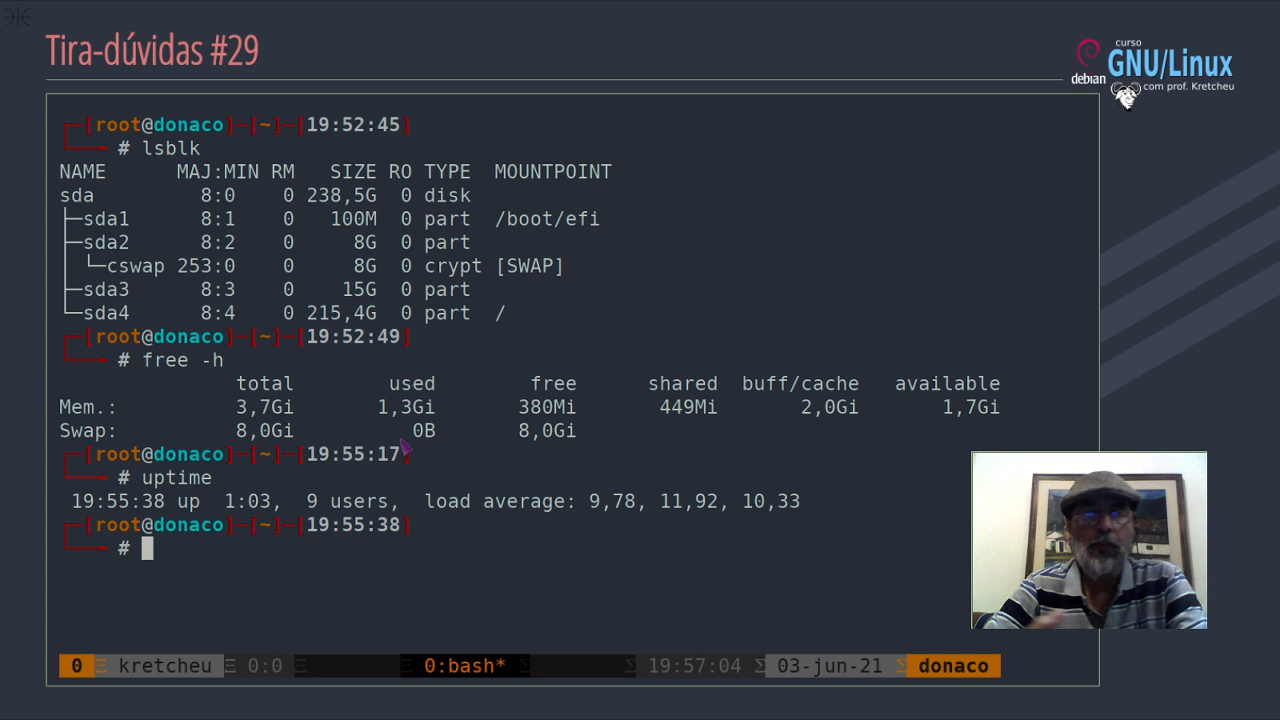 Tira-dúvidas #29
curso
GNU/Linux
debian
com prof. Kretcheu
[root@donaco]-[~]-[19:52:45]
# lsblk
NAME MAJ:MIN RM SIZE RO TYPE MOUNTPOINT
sda 8:0 0 238,5G 0 disk
├─sda1 8:1 0 100M 0 part /boot/efi
├─sda2 8:2 0 8G 0 part
│ └─cswap 253:0 0 8G 0 crypt [SWAP]
├─sda3 8:3 0 15G 0 part
└─sda4 8:4 0 215,4G 0 part /
[root@donaco]-[~]-[19:52:49]
# free -h
total used free shared buff/cache available
Mem.: 3,7Gi 1,3Gi 380Mi 449Mi 2,0Gi 1,7Gi
Swap: 8,0Gi 0B 8,0Gi
[root@donaco]-[~]-[19:55:17]
# uptime
19:55:38 up 1:03, 9 users, load average: 9,78, 11,92, 10,33
[root@donaco]-[~]-[19:55:38]
#
0 Ξ kretcheu Ξ 0:0 Ξ 0:bash* Σ Σ 19:57:04 Σ 03-jun-21 Σ donaco